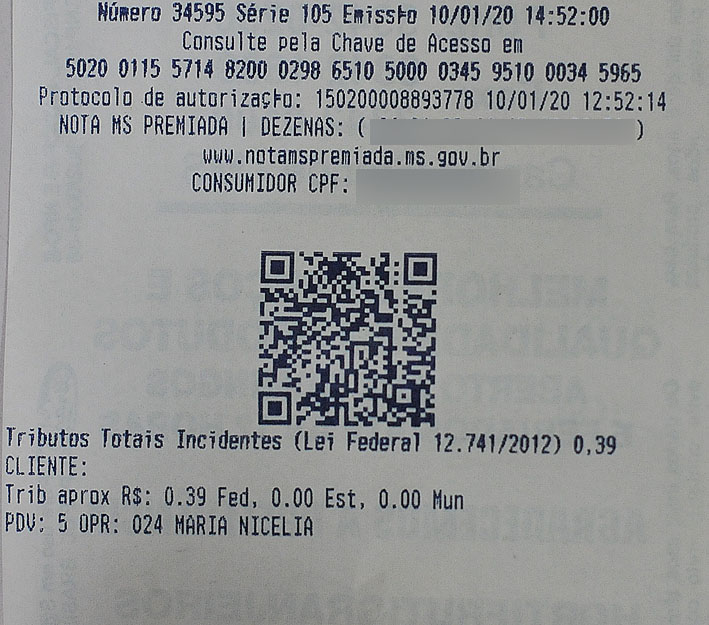 Número 34595 Série 105 Emissão 10/01/20 14:52:00
Consulte pela Chave de Acesso em
5020 0115 5714 8200 0298 6510 5000 0345 9510 0034 5965
Protocolo de autorização: 150200008893778 10/01/20 12:52:14
NOTA MS PREMIADA | DEZENAS: ( )
www.notamspremiada.ms.gov.br
CONSUMIDOR CPF:
Tributos Totais Incidentes (Lei Federal 12.741/2012) 0,39
CLIENTE:
Trib aprox R$: 0.39 Fed, 0.00 Est, 0.00 Mun
PDV: 5 OPR: 024 MARIA NICELIA